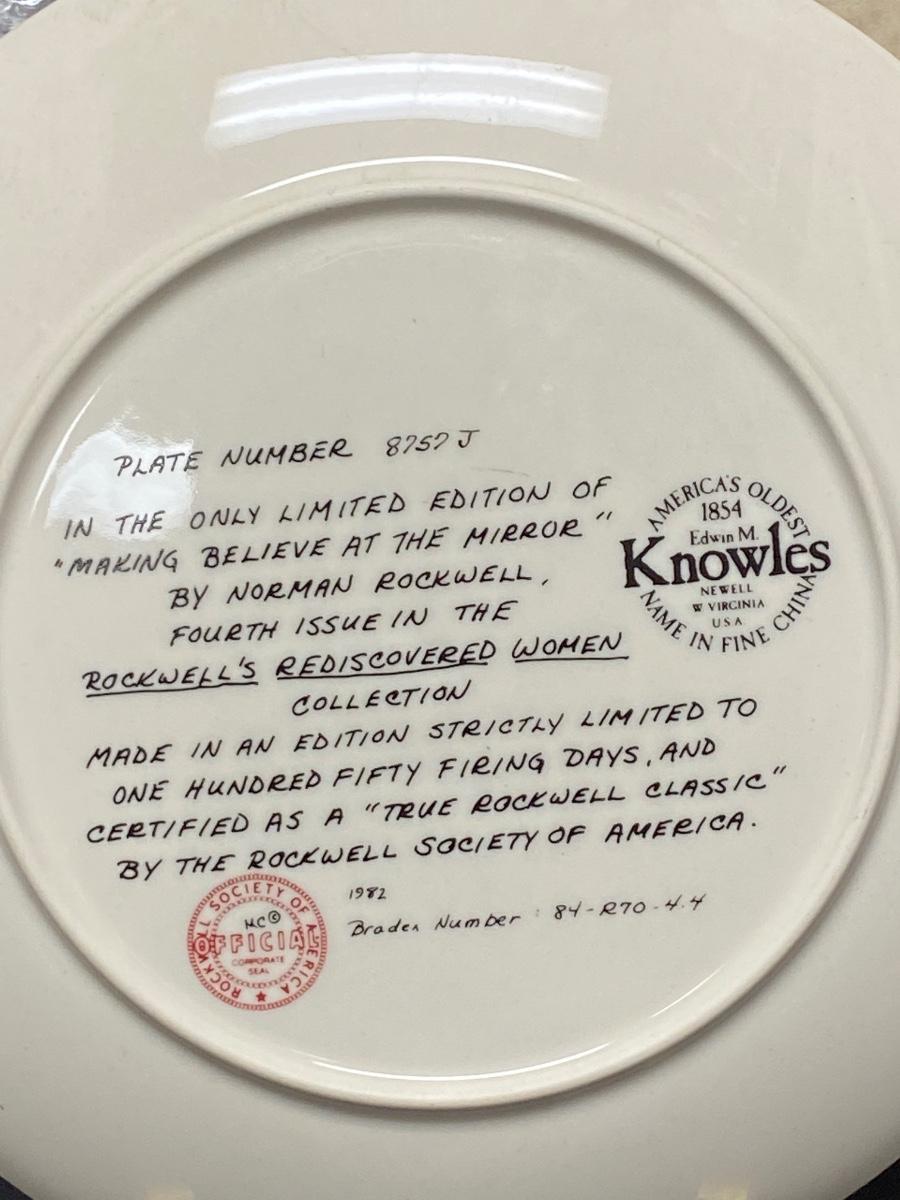 PLATE NUMBER 8757 J
IN THE ONLY LIMITED EDITION OF
"MAKING BELIEVE AT THE MIRROR"
BY NORMAN ROCKWELL,
FOURTH ISSUE IN THE
ROCKWELL'S REDISCOVERED WOMEN
COLLECTION
MADE IN AN EDITION STRICTLY LIMITED TO
ONE HUNDRED FIFTY FIRING DAYS, AND
CERTIFIED AS A "TRUE ROCKWELL CLASSIC"
BY THE ROCKWELL SOCIETY OF AMERICA.
AMERICA'S OLDEST
1854
Edwin M.
Knowles
NEWELL
W VIRGINIA
USA
NAME IN FINE CHINA
ROCKWELL SOCIETY OF AMERICA
MC©
OFFICIAL
CORPORATE
SEAL
1982
Bradex Number : 84-R70-4.4